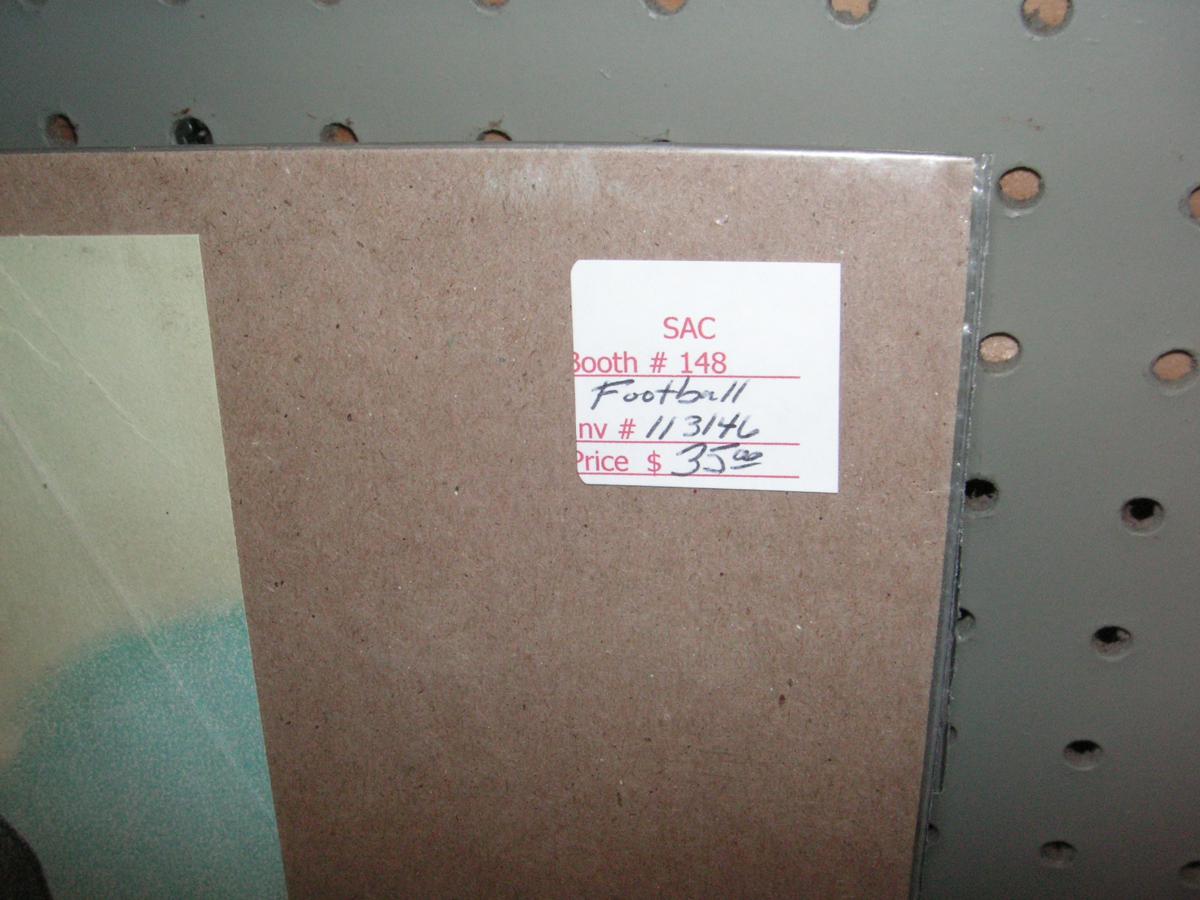 SAC
Booth # 148
Football
Inv # 113146
Price $ 35.00